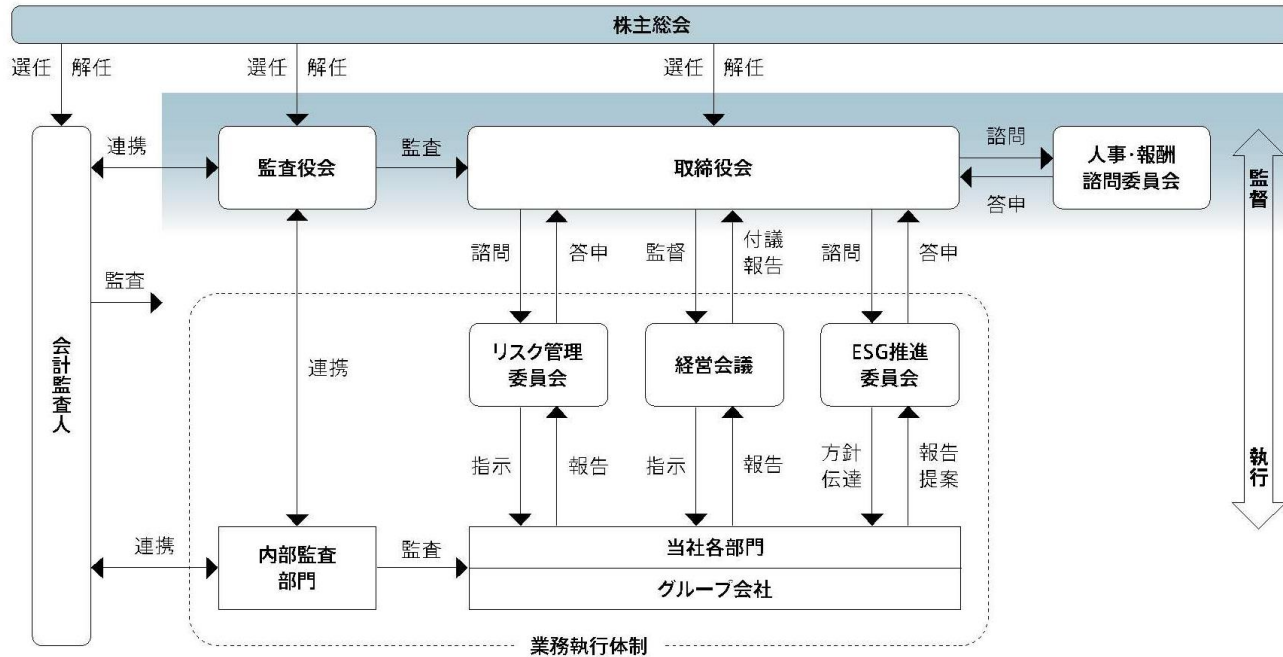 株主総会
選任 解任
選任 解任
選任 解任
連携
監査役会
監査
取締役会
諮問
答申
人事・報酬
諮問委員会
監督
執行
監査
会計監査人
連携
諮問
答申
監督
付議
報告
諮問
答申
リスク管理
委員会
経営会議
ESG推進
委員会
指示
報告
指示
報告
方針
伝達
報告
提案
連携
内部監査
部門
監査
当社各部門
グループ会社
業務執行体制